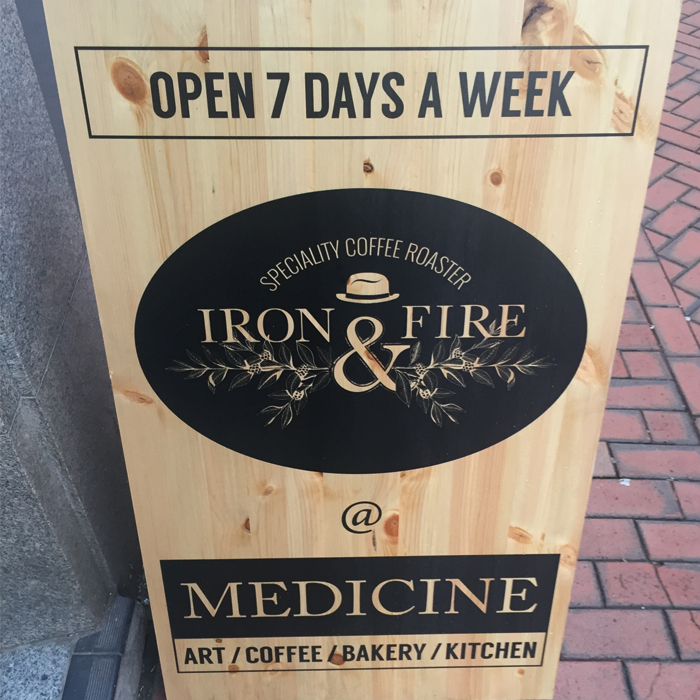 OPEN 7 DAYS A WEEK
SPECIALITY COFFEE ROASTER
IRON & FIRE
@
MEDICINE
ART / COFFEE / BAKERY / KITCHEN